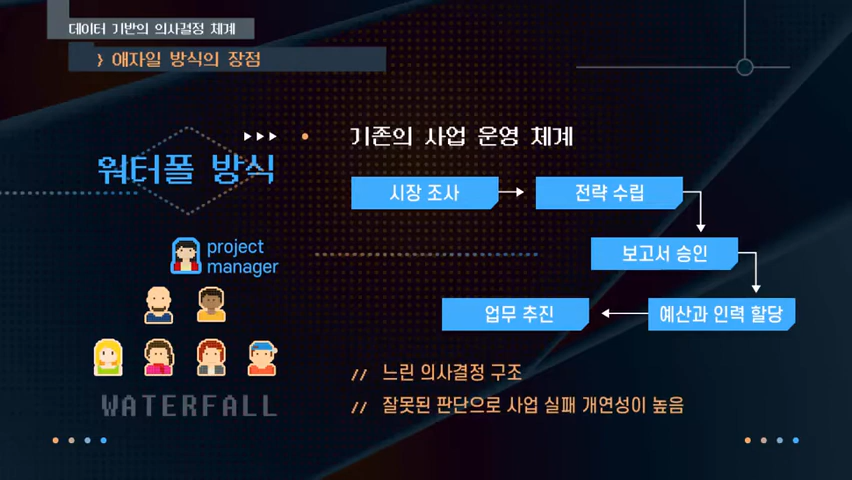 데이터 기반의 의사결정 체계
> 애자일 방식의 장점
워터폴 방식
기존의 사업 운영 체계
시장 조사
전략 수립
보고서 승인
예산과 인력 할당
업무 추진
project
manager
WATERFALL
// 느린 의사결정 구조
// 잘못된 판단으로 사업 실패 개연성이 높음